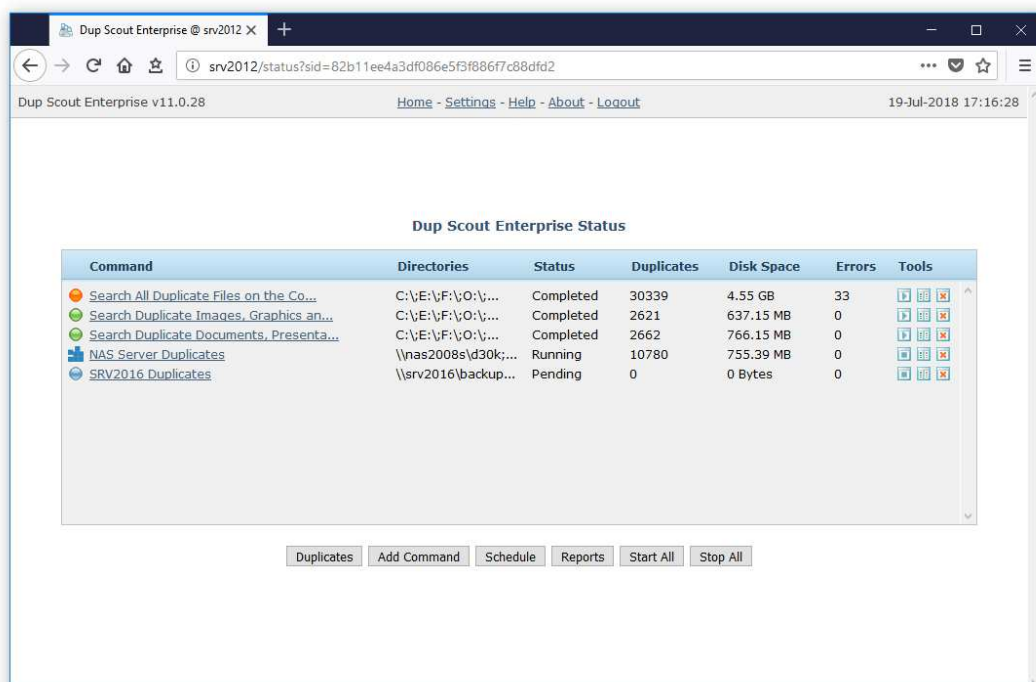 Dup Scout Enterprise @ srv2012
srv2012/status?sid=82b11ee4a3df086e5f3f886f7c88dfd2
Dup Scout Enterprise v11.0.28 Home - Settings - Help - About - Logout 19-Jul-2018 17:16:28
Dup Scout Enterprise Status
Command Directories Status Duplicates Disk Space Errors Tools
Search All Duplicate Files on the Co... C:\;E:\;F:\;O:\;... Completed 30339 4.55 GB 33
Search Duplicate Images, Graphics an... C:\;E:\;F:\;O:\;... Completed 2621 637.15 MB 0
Search Duplicate Documents, Presenta... C:\;E:\;F:\;O:\;... Completed 2662 766.15 MB 0
NAS Server Duplicates \\nas2008s\d30k;... Running 10780 755.39 MB 0
SRV2016 Duplicates \\srv2016\backup... Pending 0 0 Bytes 0
Duplicates Add Command Schedule Reports Start All Stop All